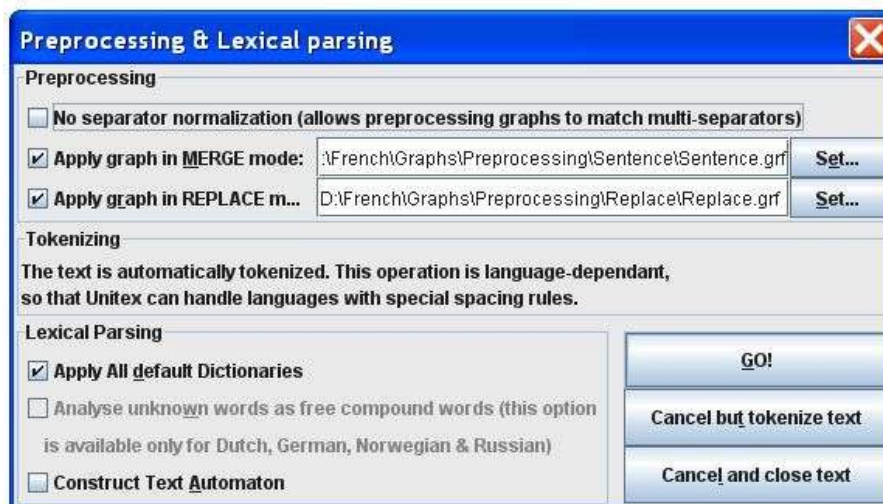 Preprocessing & Lexical parsing
Preprocessing
No separator normalization (allows preprocessing graphs to match multi-separators)
Apply graph in MERGE mode: :\French\Graphs\Preprocessing\Sentence\Sentence.grf Set...
Apply graph in REPLACE m... D:\French\Graphs\Preprocessing\Replace\Replace.grf Set...
Tokenizing
The text is automatically tokenized. This operation is language-dependant,
so that Unitex can handle languages with special spacing rules.
Lexical Parsing
Apply All default Dictionaries
Analyse unknown words as free compound words (this option
is available only for Dutch, German, Norwegian & Russian)
Construct Text Automaton
GO!
Cancel but tokenize text
Cancel and close text